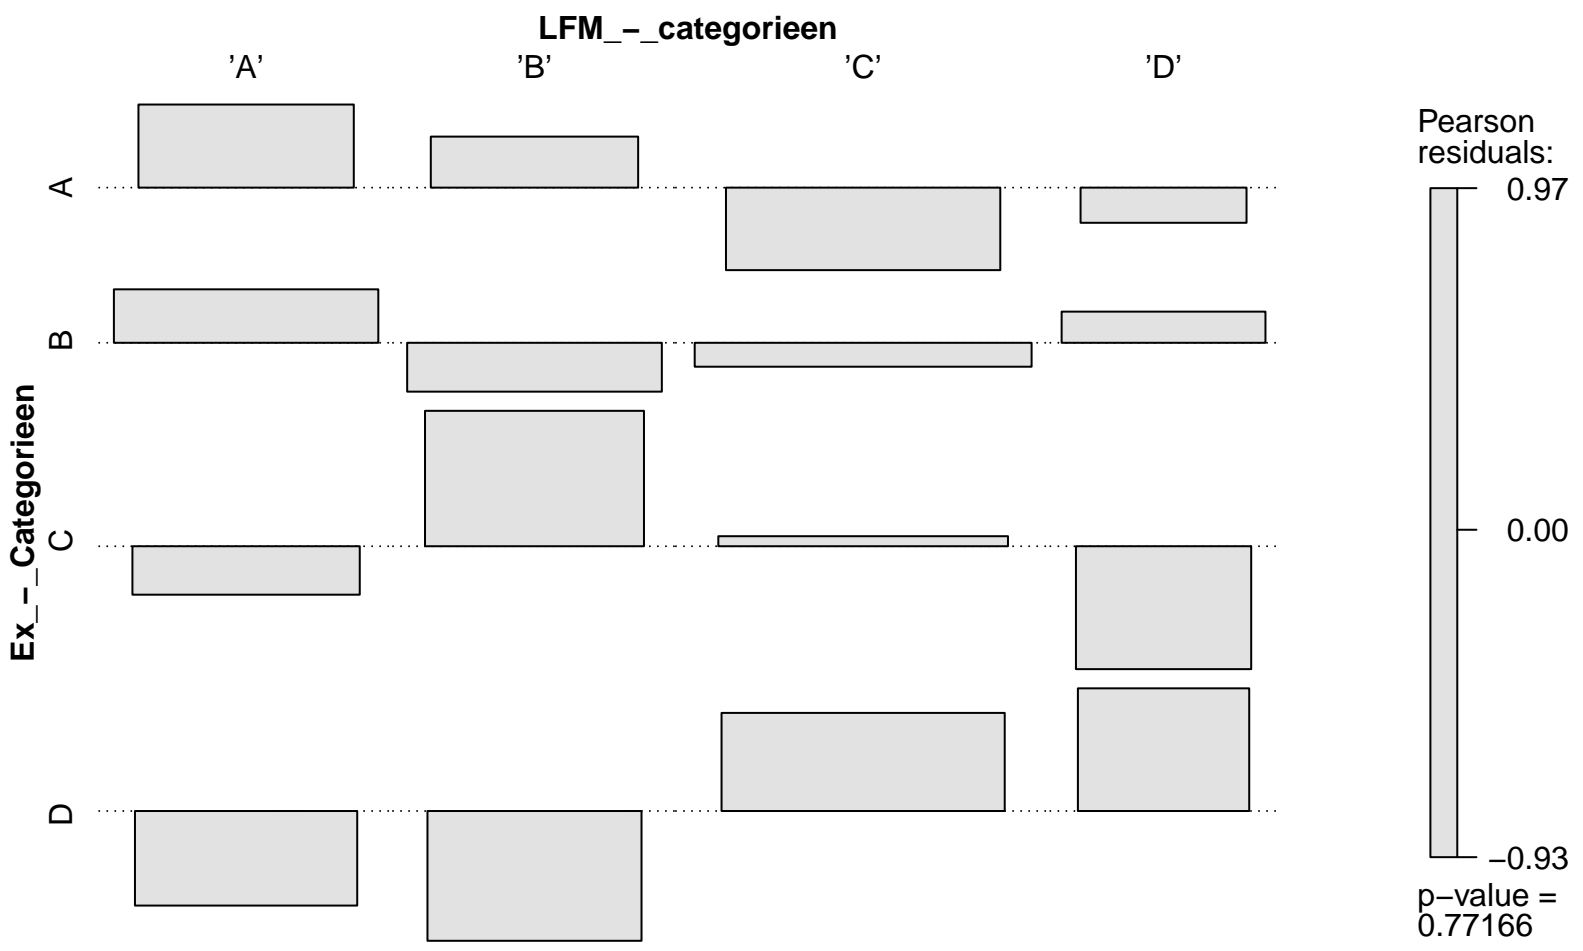 LFM_−_categorieen
’A’ ’B’ ’C’ ’D’
Ex_−_Categorieen
A
B
C
D
Pearson
residuals:
0.97
0.00
−0.93
p−value =
0.77166